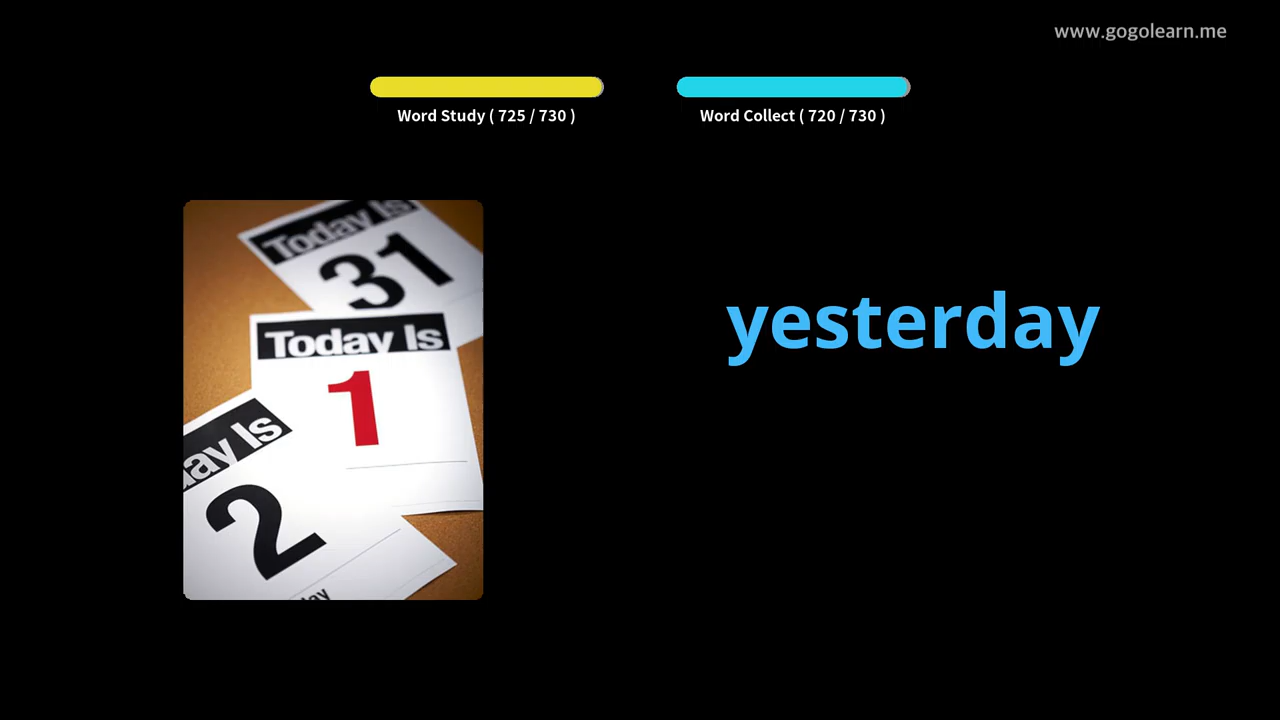 www.gogolearn.me
Word Study ( 725 / 730 )
Word Collect ( 720 / 730 )
Today Is
31
Today Is
1
yesterday
ay Is
2
ay